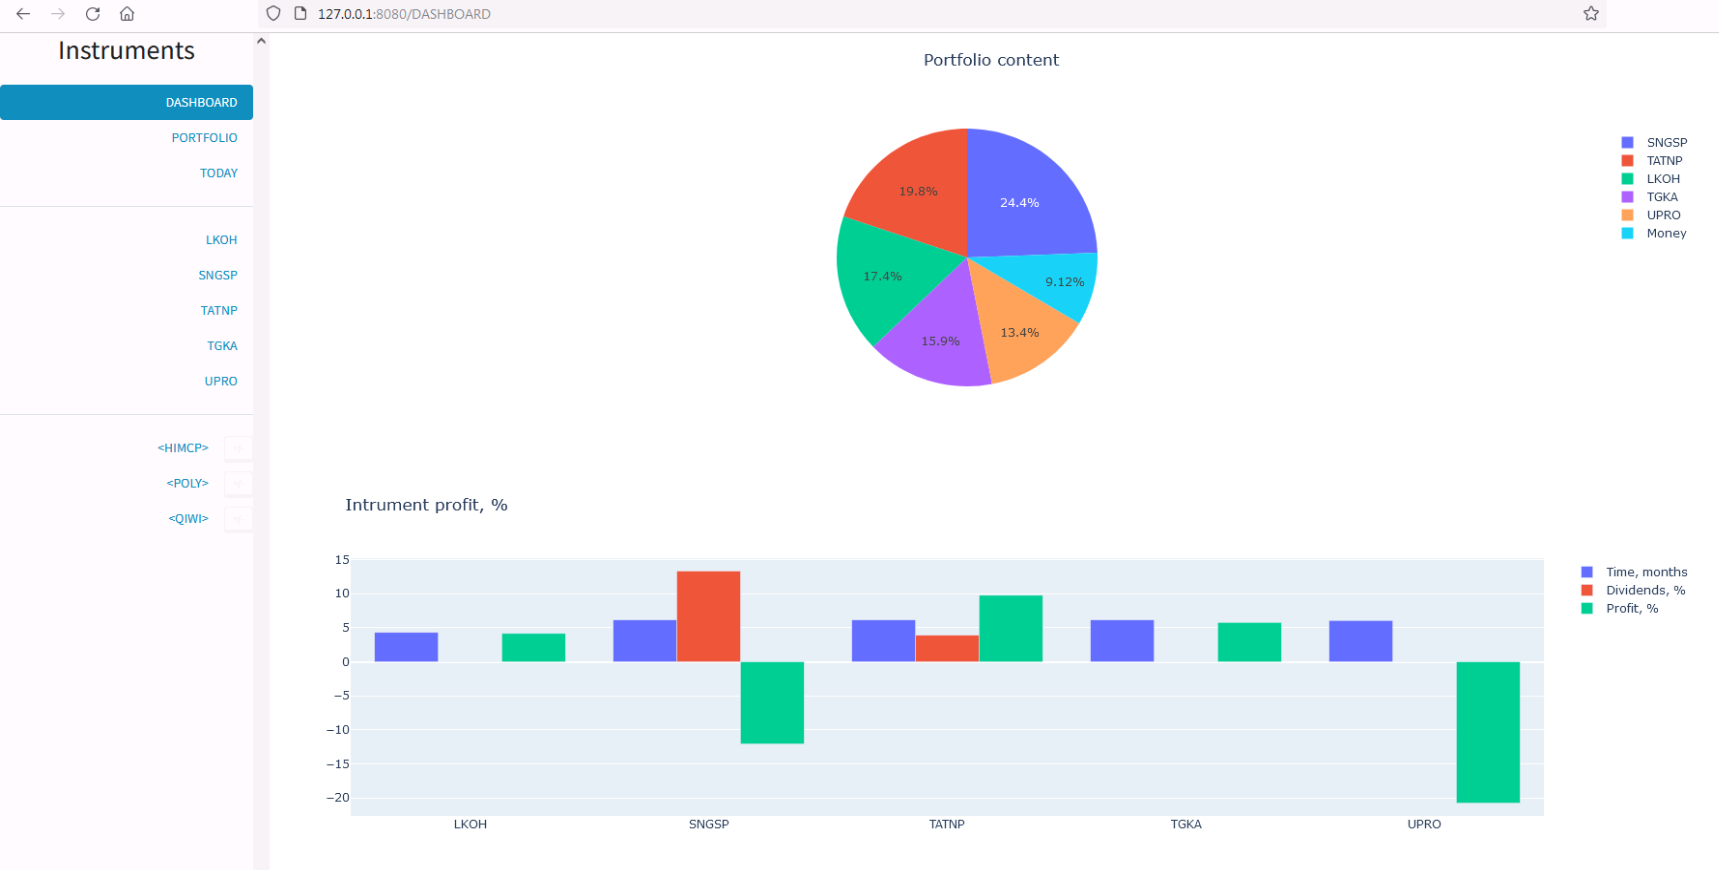 127.0.0.1:8080/DASHBOARD
Instruments
DASHBOARD
PORTFOLIO
TODAY
LKOH
SNGSP
TATNP
TGKA
UPRO
<HIMCP>
<POLY>
<QIWI>
Portfolio content
19.8%
24.4%
17.4%
9.12%
15.9%
13.4%
SNGSP
TATNP
LKOH
TGKA
UPRO
Money
Intrument profit, %
15
10
5
0
−5
−10
−15
−20
LKOH
SNGSP
TATNP
TGKA
UPRO
Time, months
Dividends, %
Profit, %